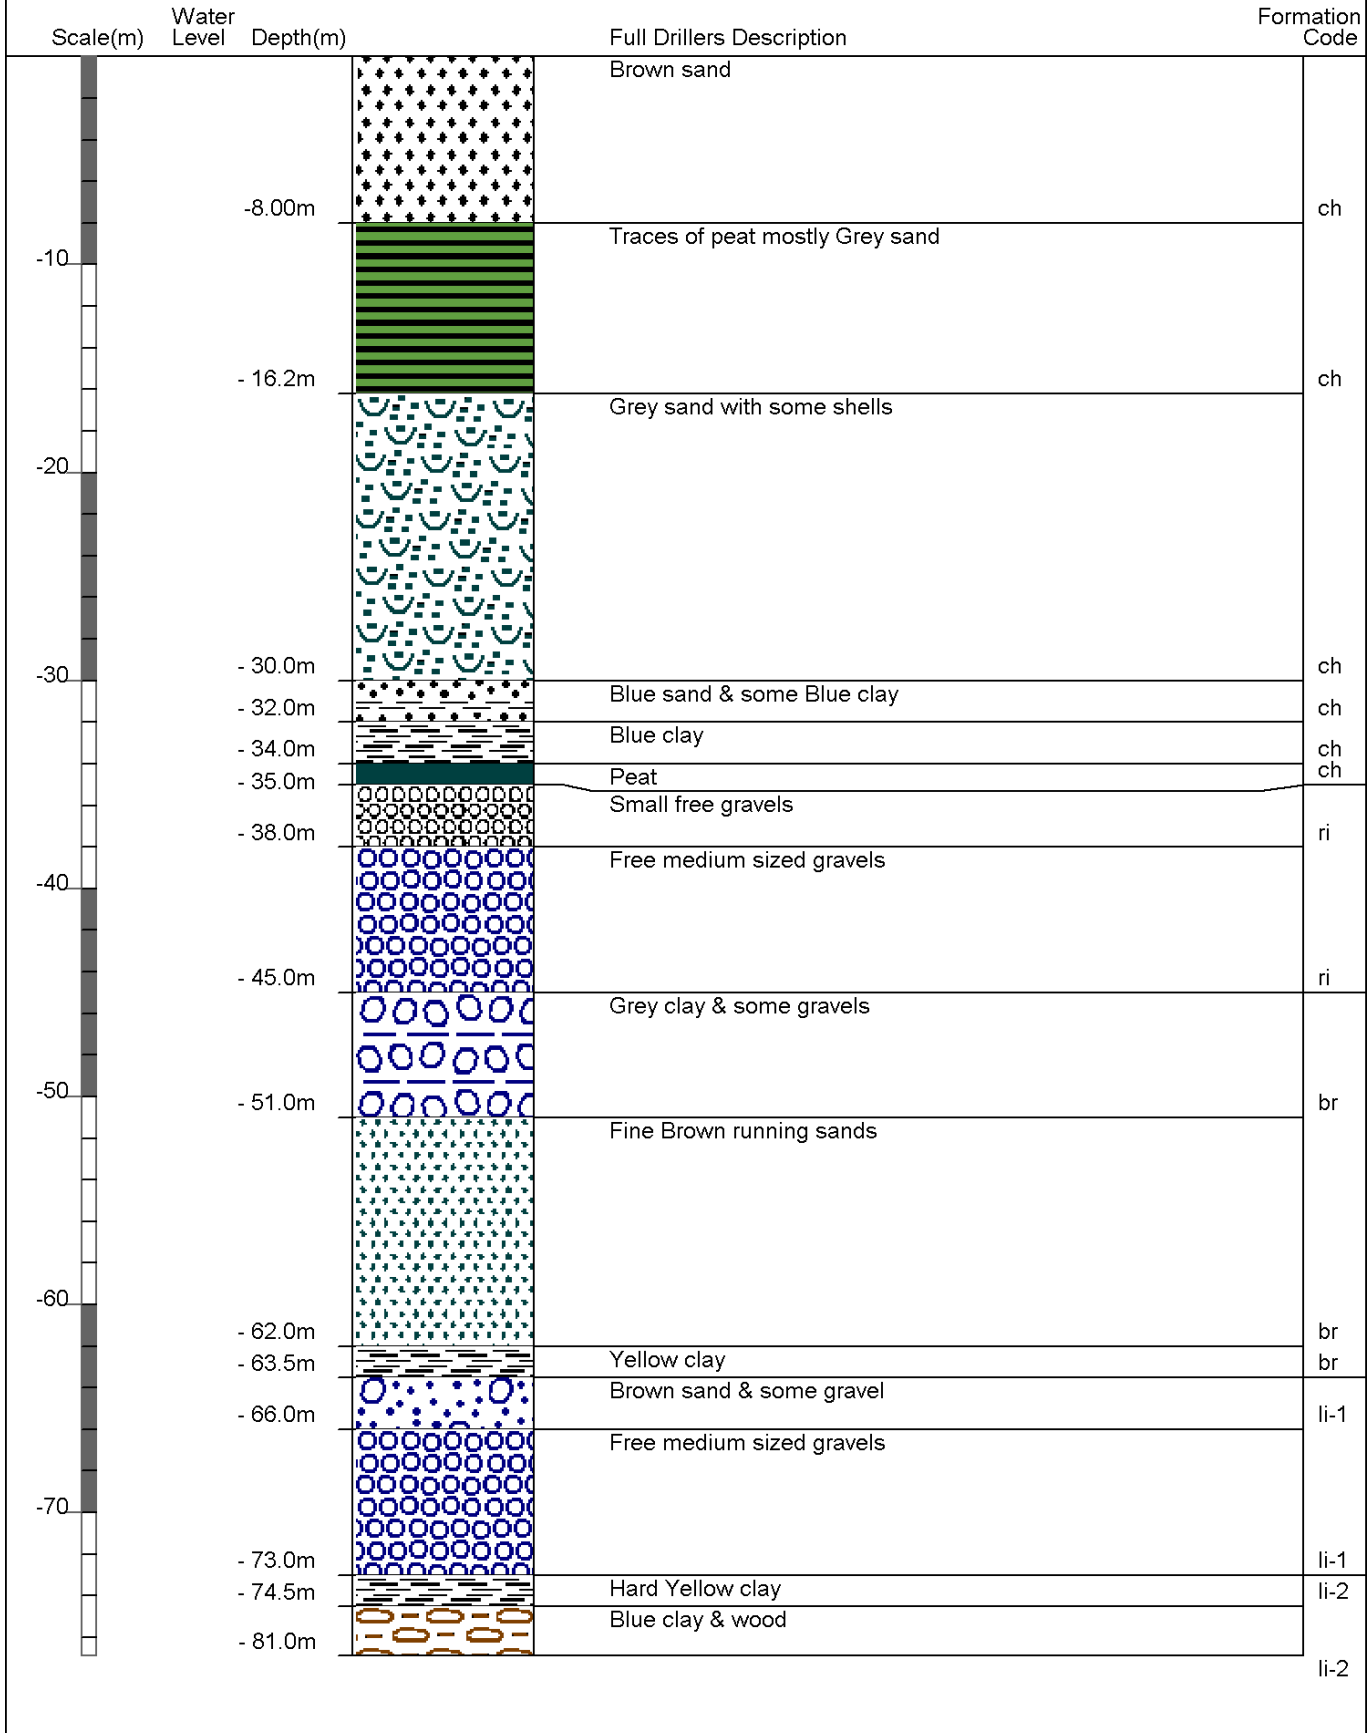 Scale(m) Water Level Depth(m) Full Drillers Description Formation Code
Brown sand
-8.00m ch
Traces of peat mostly Grey sand
-10
- 16.2m ch
Grey sand with some shells
-20
- 30.0m ch
-30
Blue sand & some Blue clay
- 32.0m ch
Blue clay
- 34.0m ch
Peat ch
- 35.0m
Small free gravels
- 38.0m ri
Free medium sized gravels
-40
- 45.0m ri
Grey clay & some gravels
-50
- 51.0m br
Fine Brown running sands
-60
- 62.0m br
Yellow clay
- 63.5m br
Brown sand & some gravel
- 66.0m li-1
Free medium sized gravels
-70
- 73.0m li-1
Hard Yellow clay
- 74.5m li-2
Blue clay & wood
- 81.0m
li-2